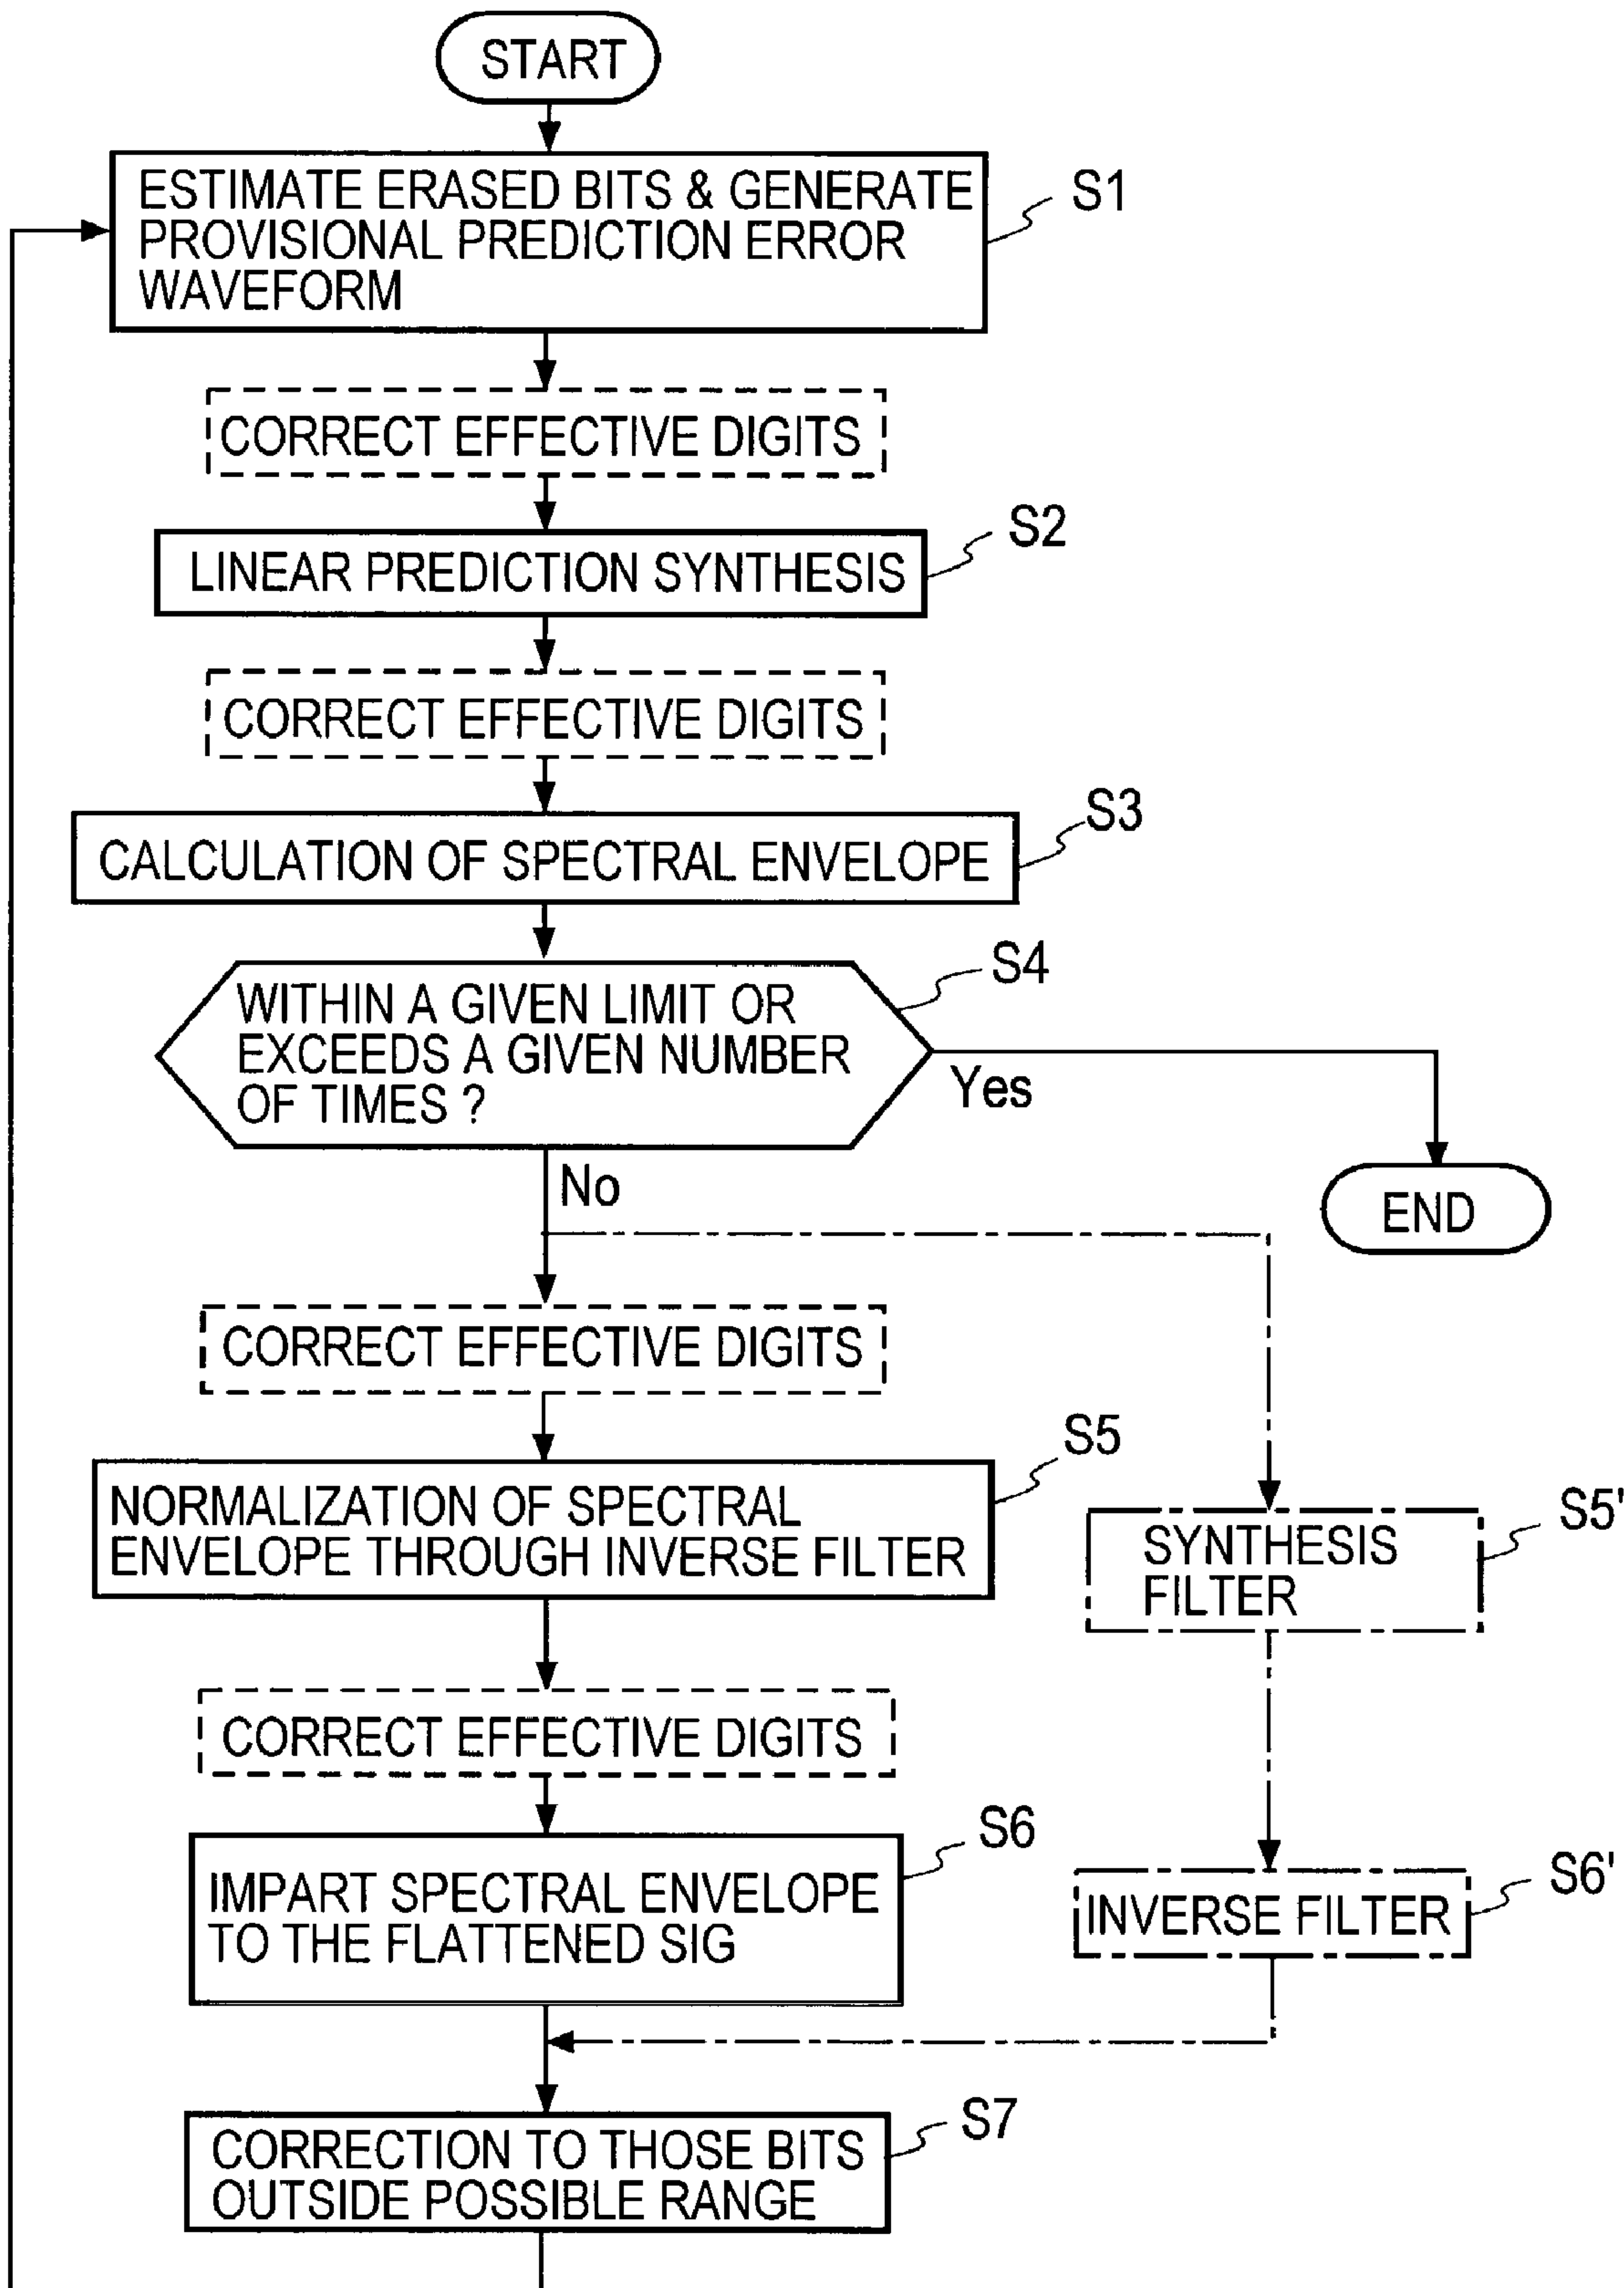 START
ESTIMATE ERASED BITS & GENERATE
PROVISIONAL PREDICTION ERROR
WAVEFORM
S1
CORRECT EFFECTIVE DIGITS
S2
LINEAR PREDICTION SYNTHESIS
CORRECT EFFECTIVE DIGITS
S3
CALCULATION OF SPECTRAL ENVELOPE
S4
WITHIN A GIVEN LIMIT OR
EXCEEDS A GIVEN NUMBER
OF TIMES ?
Yes
No
END
CORRECT EFFECTIVE DIGITS
S5
NORMALIZATION OF SPECTRAL
ENVELOPE THROUGH INVERSE FILTER
S5'
SYNTHESIS
FILTER
CORRECT EFFECTIVE DIGITS
S6
IMPART SPECTRAL ENVELOPE
TO THE FLATTENED SIG
S6'
INVERSE FILTER
S7
CORRECTION TO THOSE BITS
OUTSIDE POSSIBLE RANGE